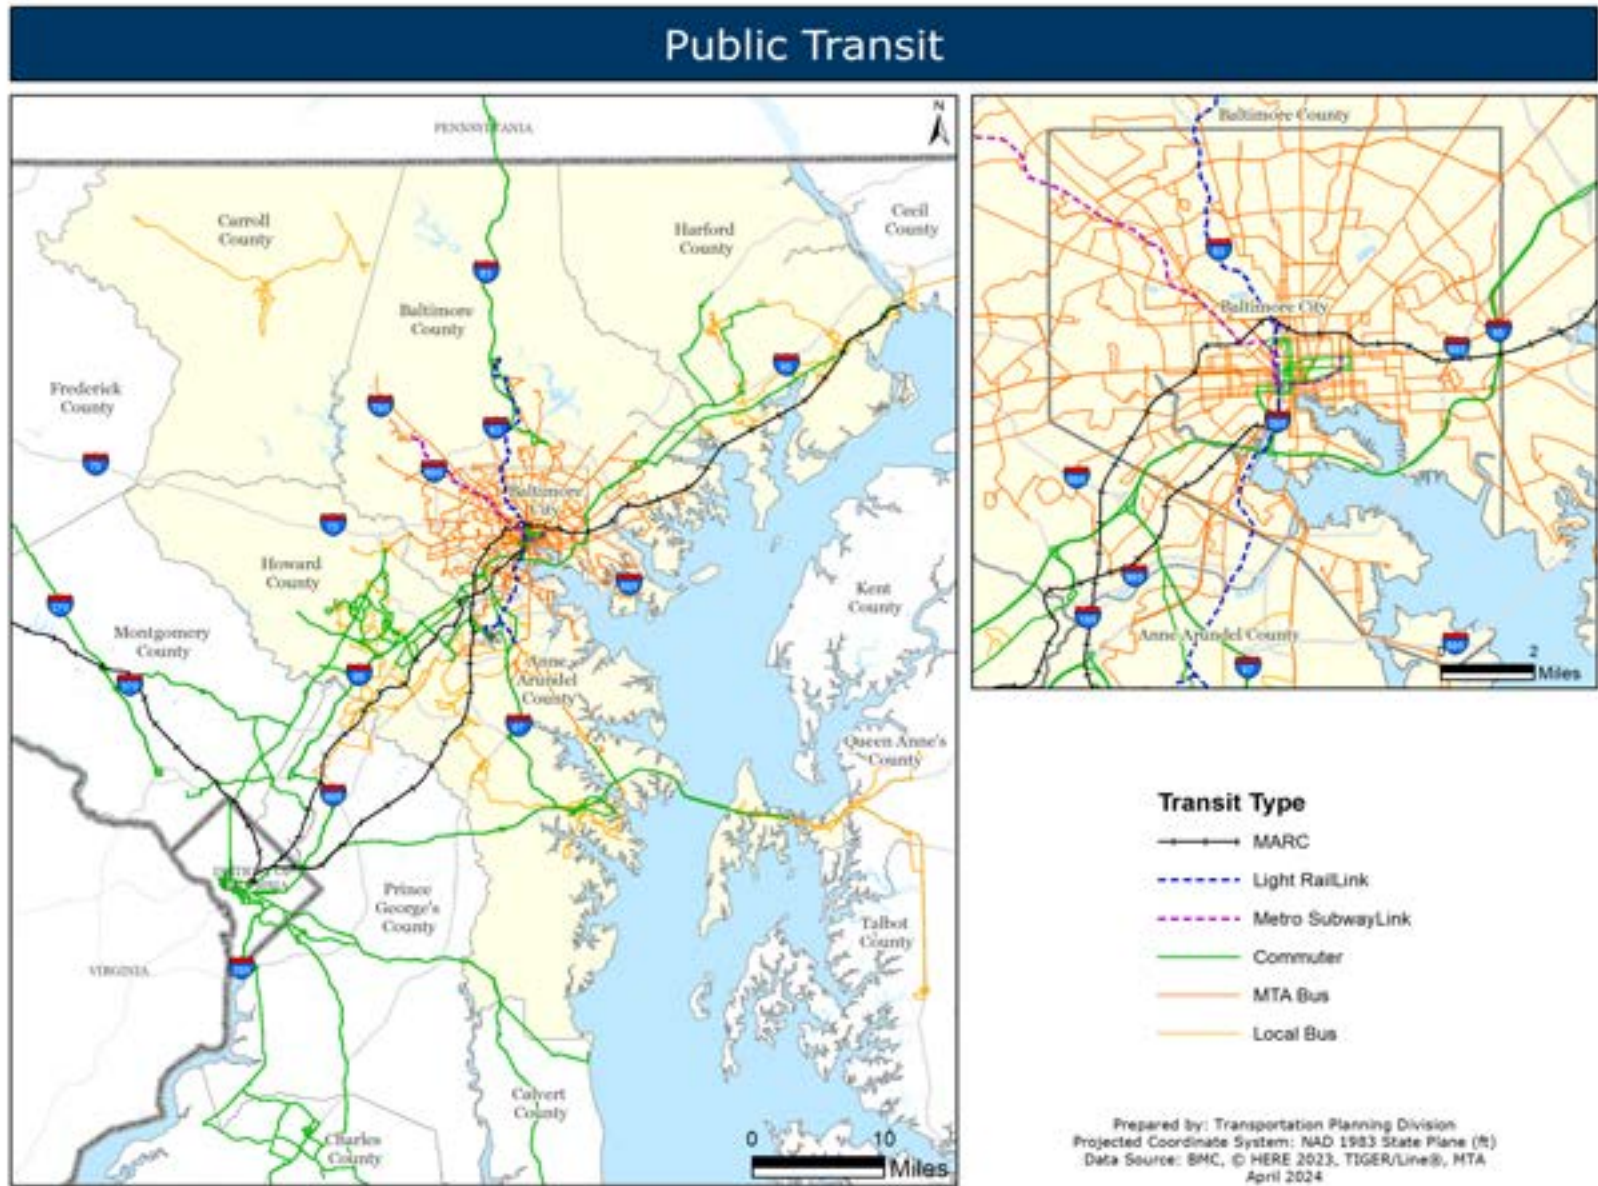 Public Transit
N
PENNSYLVANIA
Carroll
County
Harford
County
Cecil
County
Baltimore
County
Frederick
County
Baltimore
City
Howard
County
Kent
County
Montgomery
County
Anne
Arundel
County
Queen Anne's
County
Prince
George's
County
Talbot
County
VIRGINIA
Calvert
County
Charles
County
0 10
Miles
Baltimore County
Baltimore City
Anne Arundel County
2
Miles
Transit Type
MARC
Light RailLink
Metro SubwayLink
Commuter
MTA Bus
Local Bus
Prepared by: Transportation Planning Division
Projected Coordinate System: NAD 1983 State Plane (ft)
Data Source: BMC, © HERE 2023, TIGER/Line®, MTA
April 2024